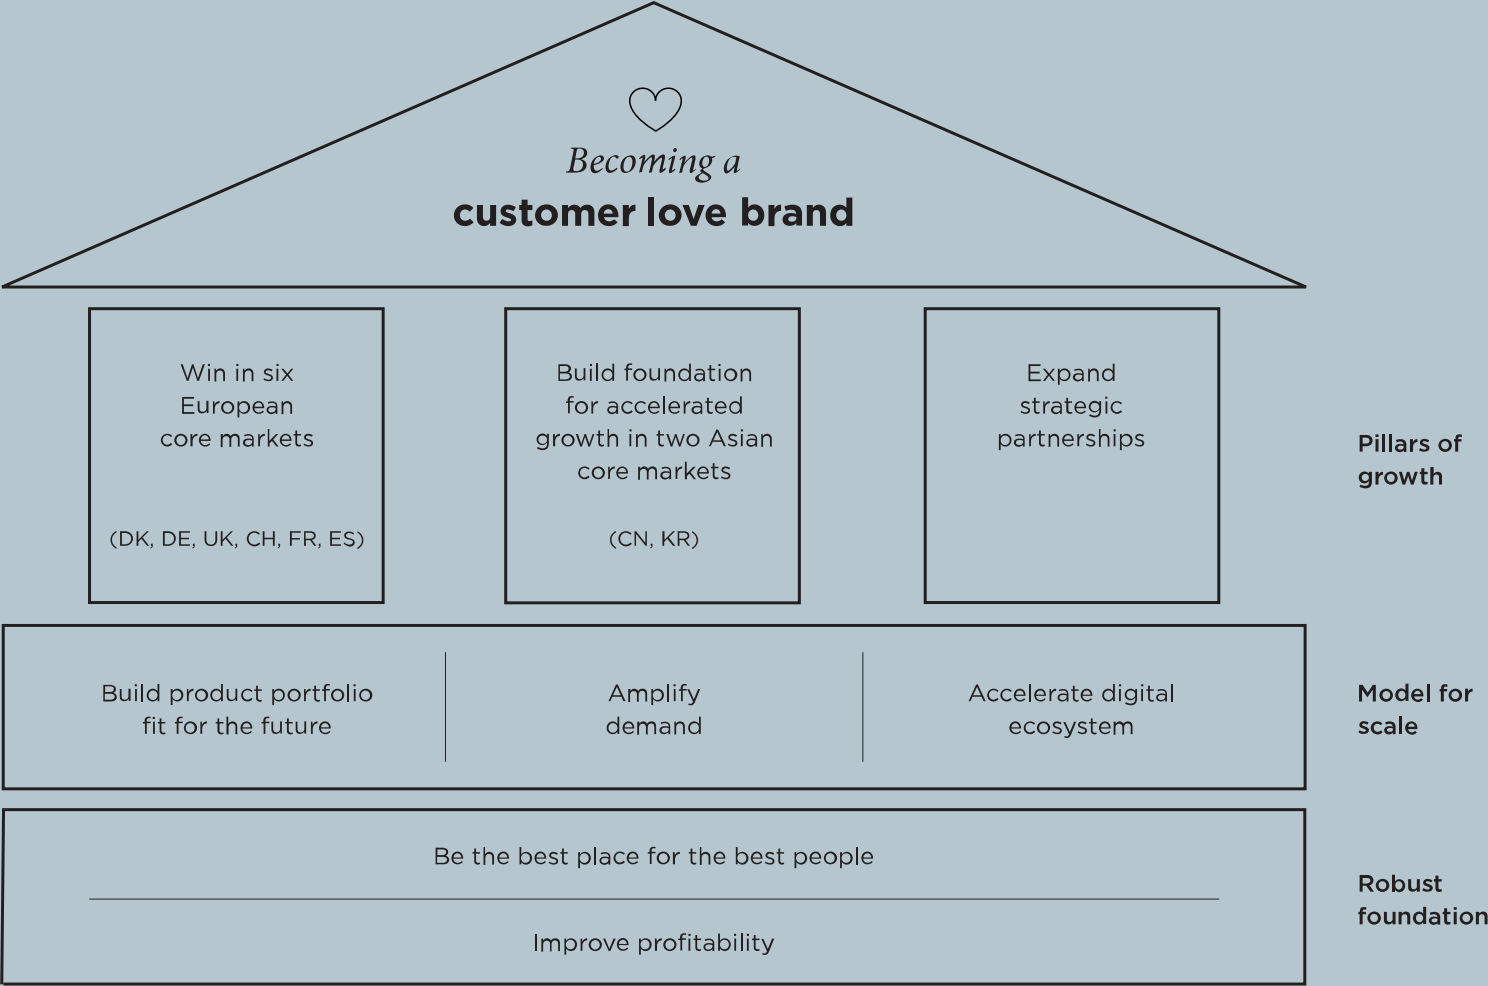 Becoming a
customer love brand
Win in six
European
core markets
(DK, DE, UK, CH, FR, ES)
Build foundation
for accelerated
growth in two Asian
core markets
(CN, KR)
Expand
strategic
partnerships
Pillars of
growth
Build product portfolio
fit for the future
Amplify
demand
Accelerate digital
ecosystem
Model for
scale
Be the best place for the best people
Improve profitability
Robust
foundation